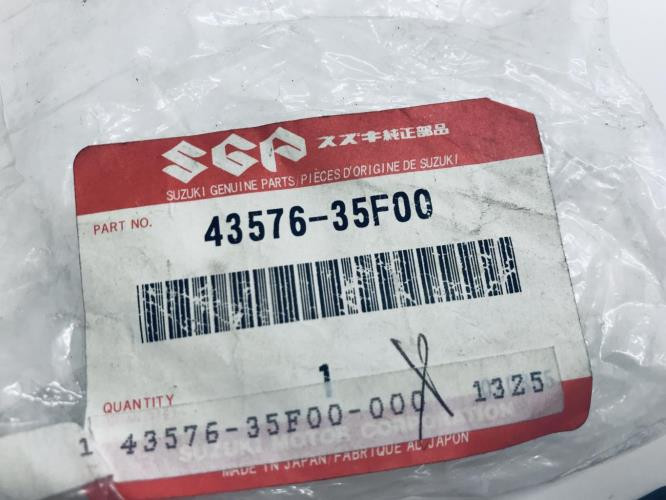 SGP スズキ純正部品
SUZUKI GENUINE PARTS/PIÈCES D'ORIGINE DE SUZUKI
PART NO. 43576-35F00
1
QUANTITY
1 43576-35F00-000 1325
SUZUKI MOTOR CORPORATION
MADE IN JAPAN/FABRIQUÉ AU JAPON